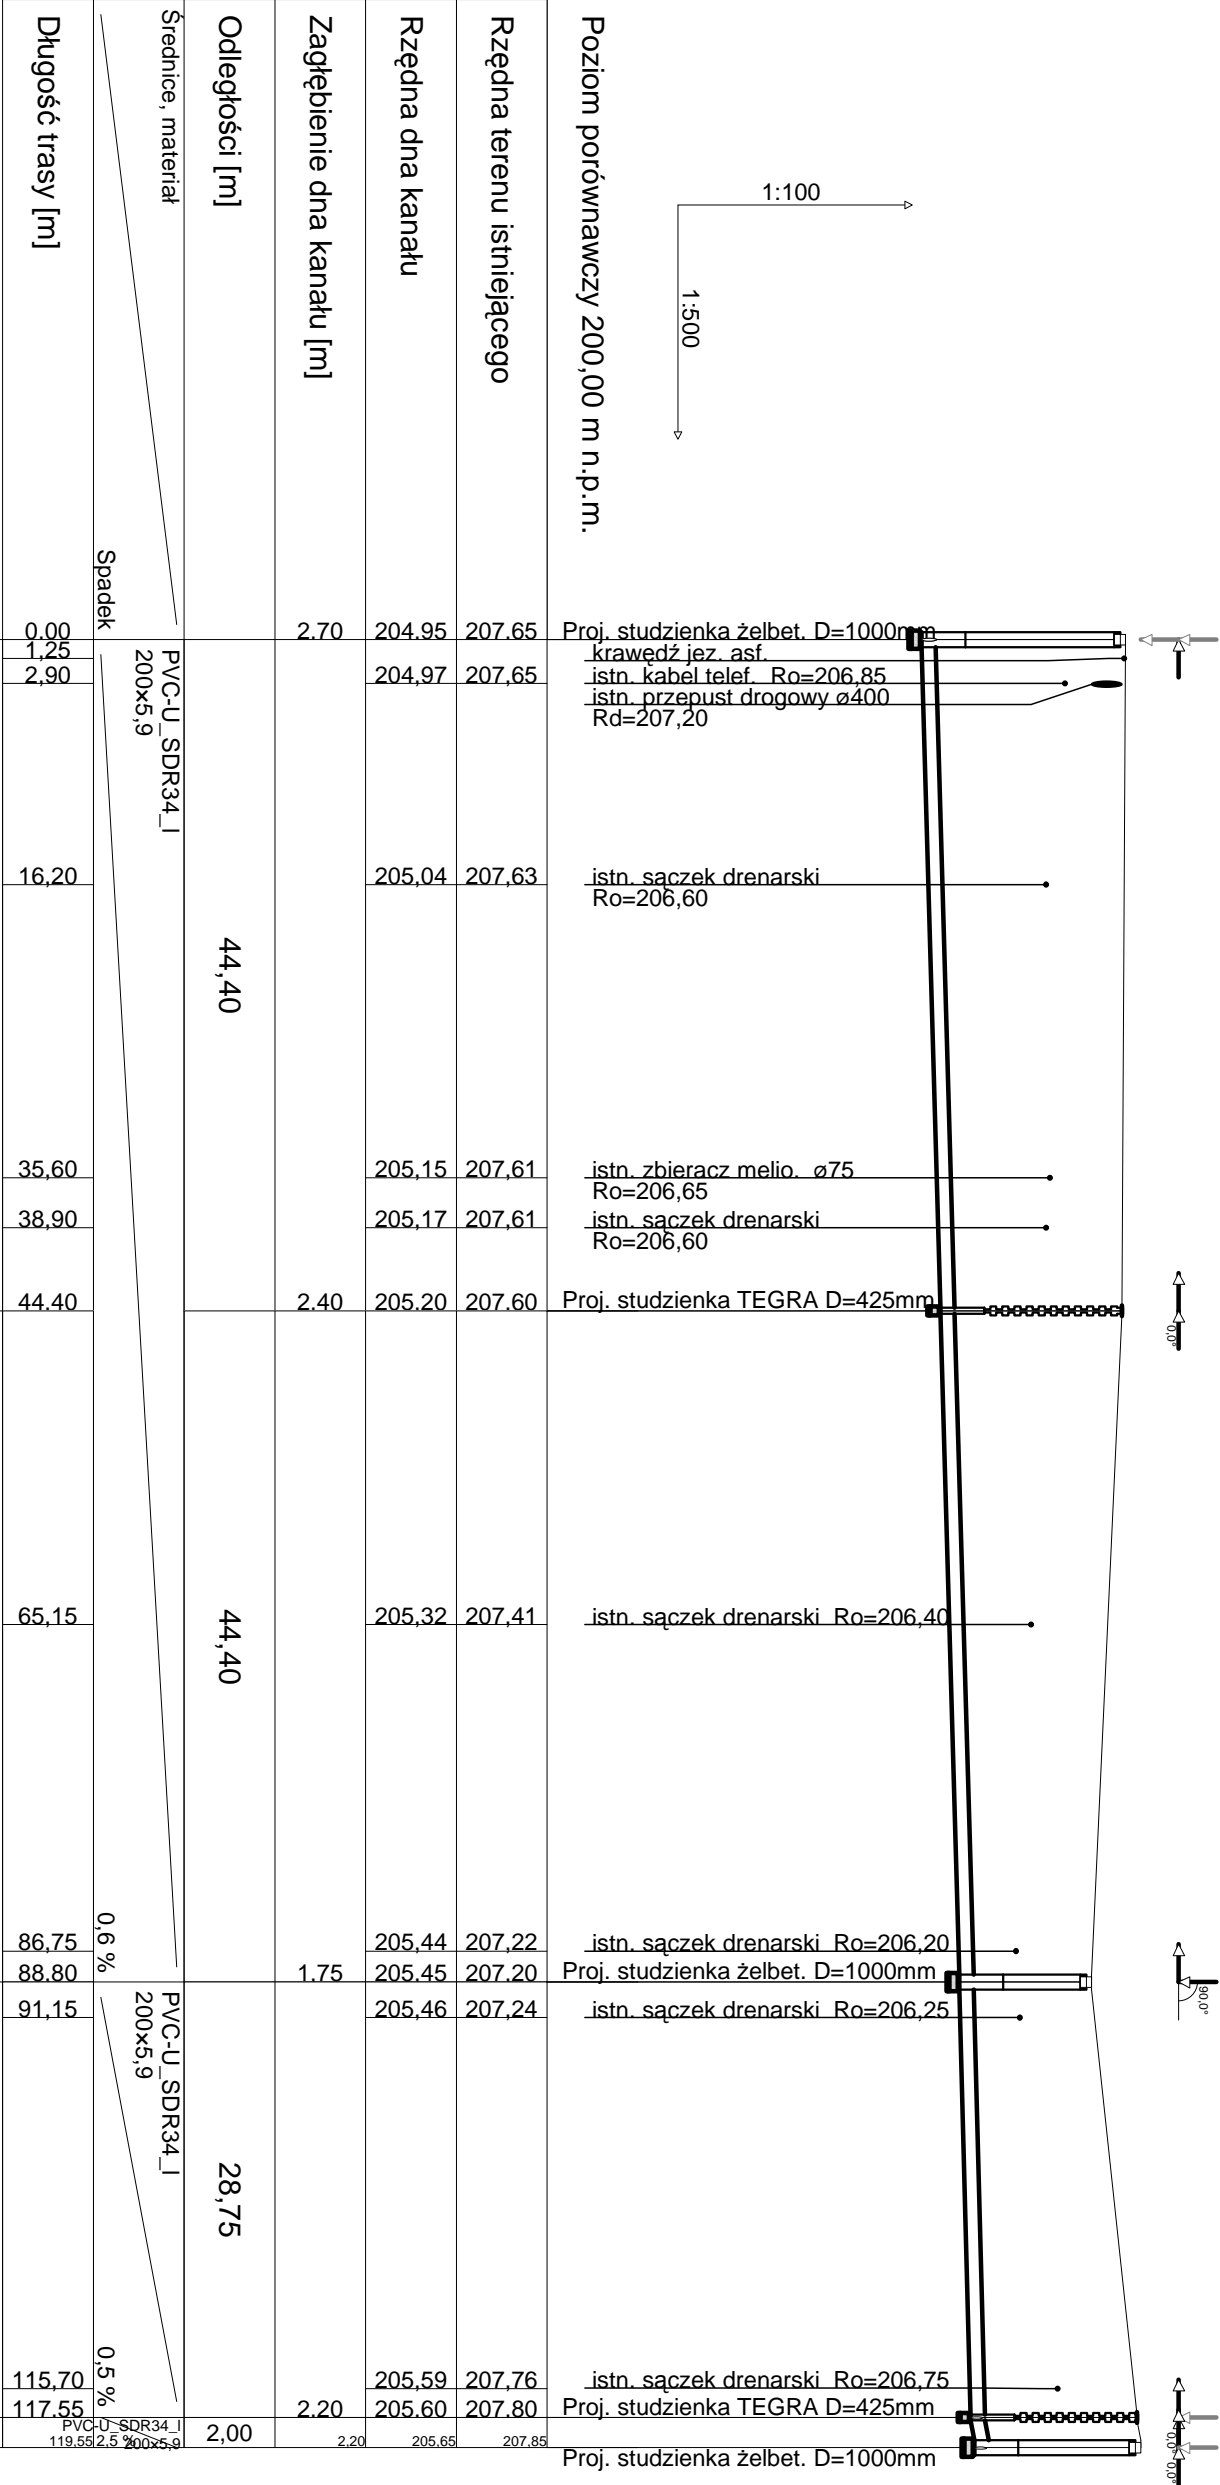 1:100
1:500
Poziom porównawczy 200,00 m n.p.m.
Rzędna terenu istniejącego
Rzędna dna kanału
Zagłębienie dna kanału [m]
Odległości [m]
Średnice, materiał
Spadek
Długość trasy [m]
Proj. studzienka żelbet. D=1000mm
krawędź jez. asf.
istn. kabel telef. Ro=206,85
istn. przepust drogowy ø400
Rd=207,20
istn. sączek drenarski
Ro=206,60
istn. zbieracz melio. ø75
Ro=206,65
istn. sączek drenarski
Ro=206,60
Proj. studzienka TEGRA D=425mm
istn. sączek drenarski Ro=206,40
istn. sączek drenarski Ro=206,20
Proj. studzienka żelbet. D=1000mm
istn. sączek drenarski Ro=206,25
istn. sączek drenarski Ro=206,75
Proj. studzienka TEGRA D=425mm
Proj. studzienka żelbet. D=1000mm
0,0°
90,0°
0,0°
0,0°
207,65
207,65
207,63
207,61
207,61
207,60
207,41
207,22
207,20
207,24
207,76
207,80
207,85
204,95
204,97
205,04
205,15
205,17
205,20
205,32
205,44
205,45
205,46
205,59
205,60
205,65
2,70
2,40
1,75
2,20
2,20
44,40
44,40
28,75
2,00
PVC-U_SDR34_I
200x5,9
0,6 %
PVC-U_SDR34_I
200x5,9
0,5 %
PVC-U_SDR34_I
200x5,9
2,5 %
0,00
1,25
2,90
16,20
35,60
38,90
44,40
65,15
86,75
88,80
91,15
115,70
117,55
119,55